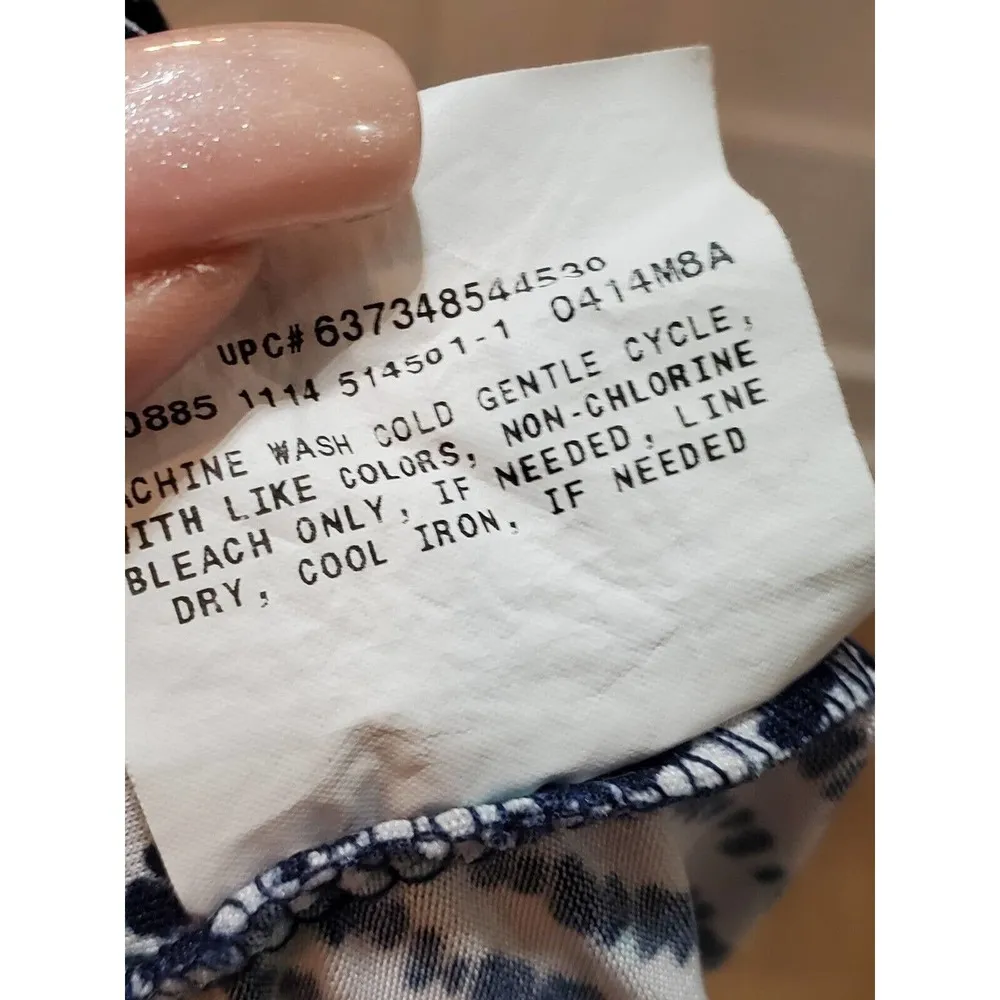 UPC# 637348544530
0885 1114 514501-1 0414M8A
ACHINE WASH COLD GENTLE CYCLE,
WITH LIKE COLORS, NON-CHLORINE
BLEACH ONLY, IF NEEDED, LINE
DRY, COOL IRON, IF NEEDED